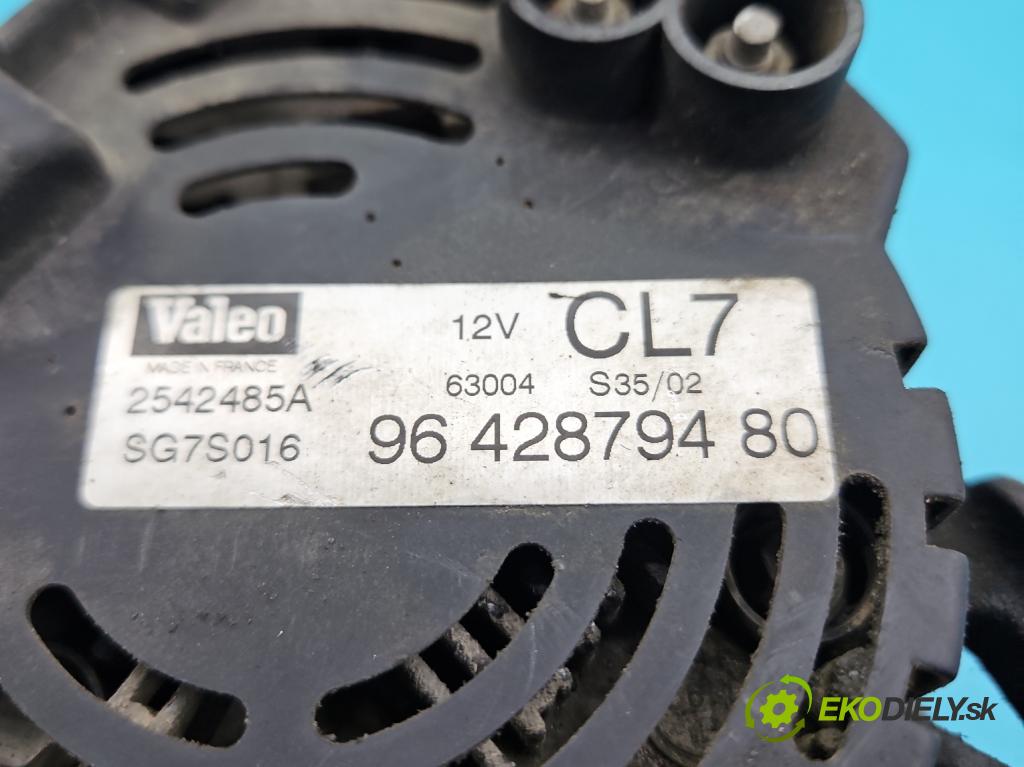 Valeo
MADE IN FRANCE
12V CL7
2542485A 63004 S35/02
SG7S016 96 428794 80
EKODIELY.sk